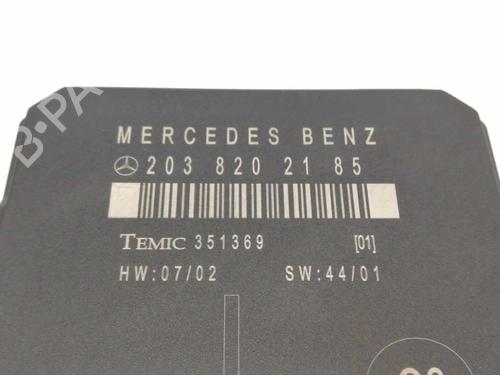 MERCEDES BENZ
203 820 21 85
TEMIC 351369 [01]
HW:07/02 SW:44/01
B-PA